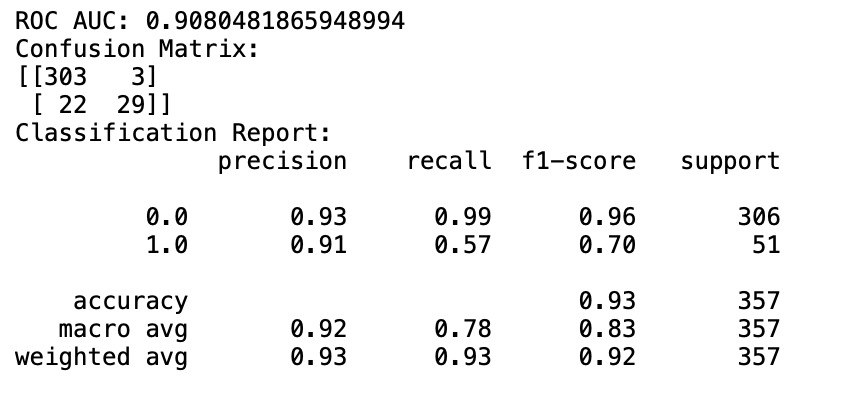 ROC AUC: 0.9080481865948994
Confusion Matrix:
[[303   3]
 [ 22  29]]
Classification Report:
              precision    recall  f1-score   support

         0.0       0.93      0.99      0.96       306
         1.0       0.91      0.57      0.70        51

    accuracy                           0.93       357
   macro avg       0.92      0.78      0.83       357
weighted avg       0.93      0.93      0.92       357